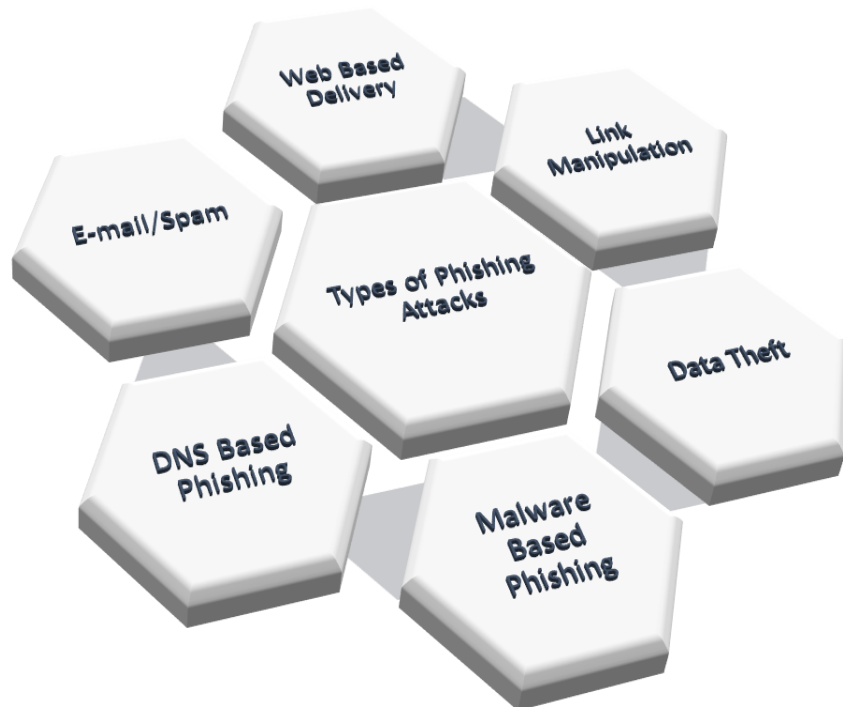 Web Based
Delivery
Link
Manipulation
E-mail/Spam
Types of Phishing
Attacks
Data Theft
DNS Based
Phishing
Malware
Based
Phishing